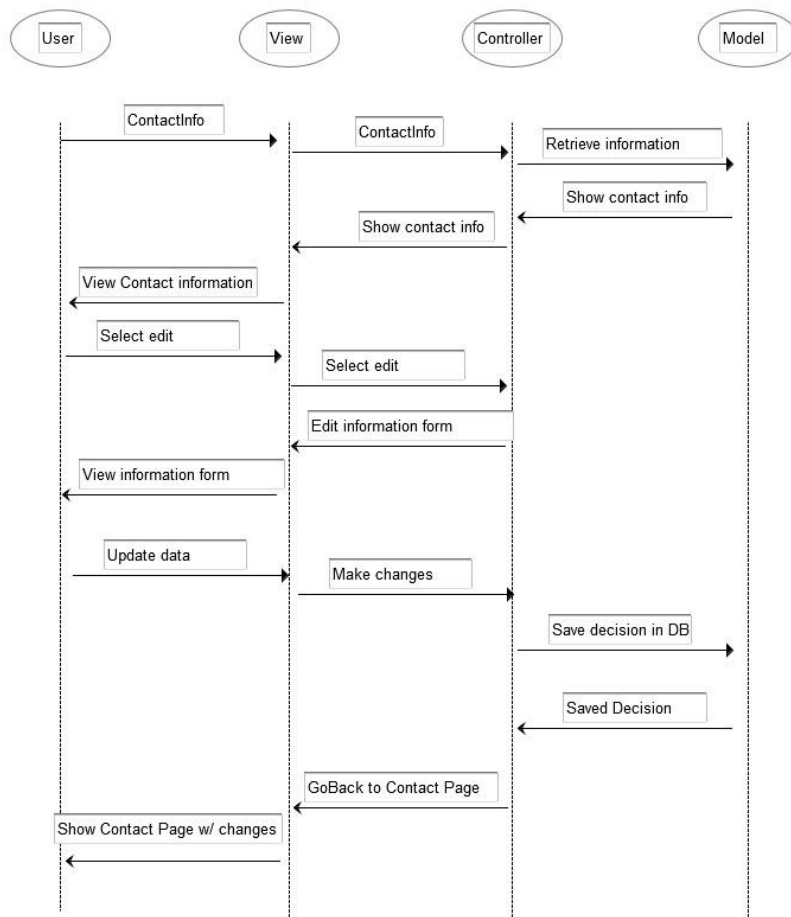 User
View
Controller
Model
ContactInfo
ContactInfo
Retrieve information
Show contact info
Show contact info
View Contact information
Select edit
Select edit
Edit information form
View information form
Update data
Make changes
Save decision in DB
Saved Decision
GoBack to Contact Page
Show Contact Page w/ changes